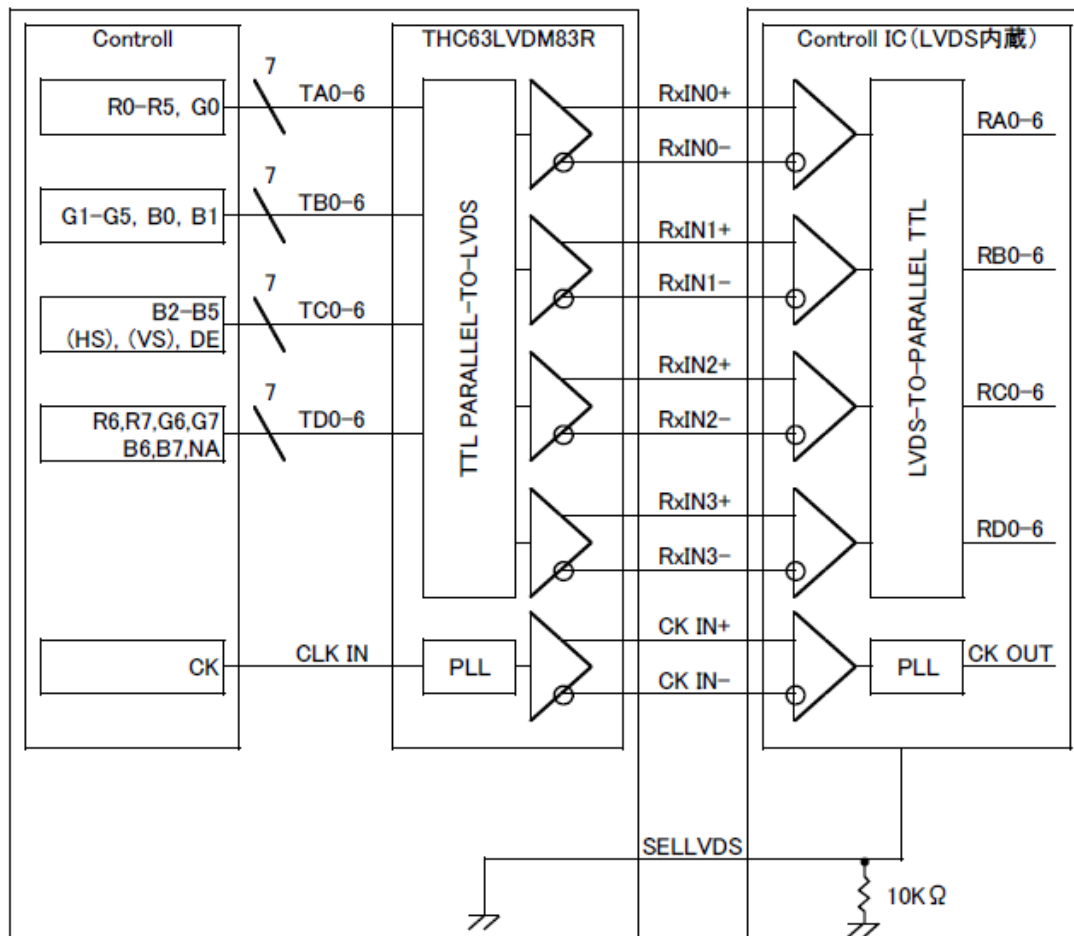 Controll
THC63LVDM83R
Controll IC(LVDS内蔵)
R0-R5, G0
7
TA0-6
RxIN0+
RxIN0-
RA0-6
G1-G5, B0, B1
7
TB0-6
RxIN1+
RxIN1-
RB0-6
B2-B5
(HS), (VS), DE
7
TC0-6
RxIN2+
RxIN2-
RC0-6
R6,R7,G6,G7
B6,B7,NA
7
TD0-6
RxIN3+
RxIN3-
RD0-6
TTL PARALLEL-TO-LVDS
LVDS-TO-PARALLEL TTL
CK
CLK IN
PLL
CK IN+
CK IN-
PLL
CK OUT
SELLVDS
10KΩ